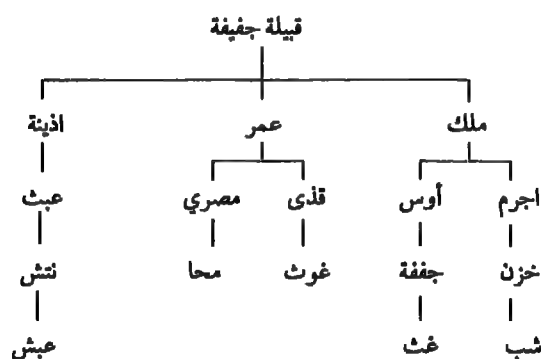 قبيلة جفيفة
ملك عمر اذينة
اجرم أوس قذى مصري عبث
خزن جففة غوث محا نتش
شب غث عبش